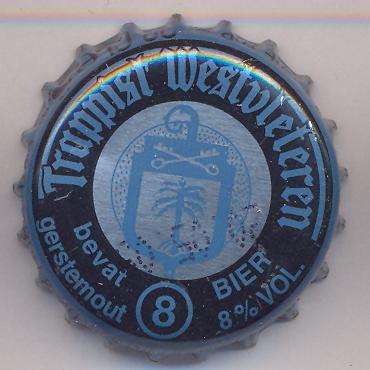 Trappist Westvleteren
bevat
gerstemout
8
BIER
8% VOL.